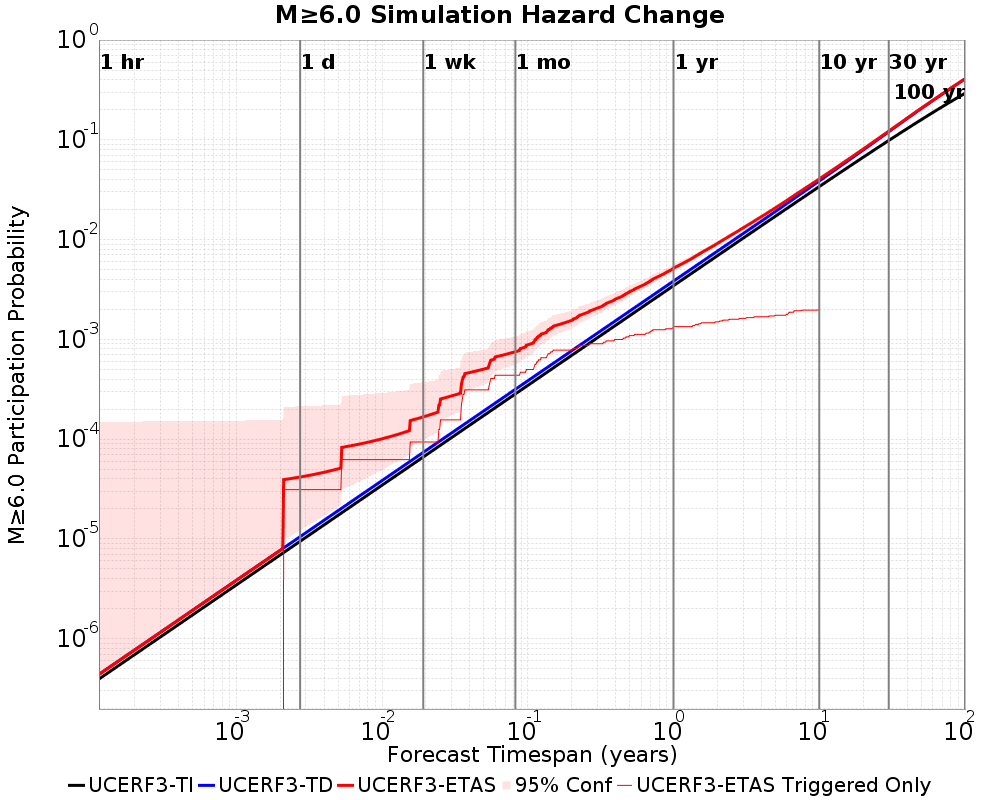 M≥6.0 Simulation Hazard Change
1 hr 1 d 1 wk 1 mo 1 yr 10 yr 30 yr
100 yr
10^0
10^-1
10^-2
10^-3
10^-4
10^-5
10^-6
M≥6.0 Participation Probability
10^-3 10^-2 10^-1 10^0 10^1 10^2
Forecast Timespan (years)
UCERF3-TI UCERF3-TD UCERF3-ETAS 95% Conf UCERF3-ETAS Triggered Only